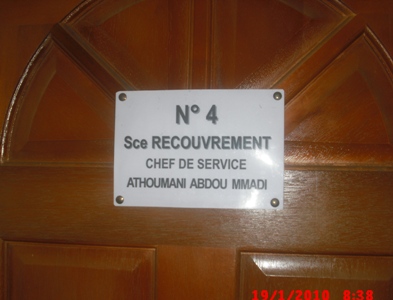 N° 4
Sce RECOUVREMENT
CHEF DE SERVICE
ATHOUMANI ABDOU MMADI
19/1/2010 8:38